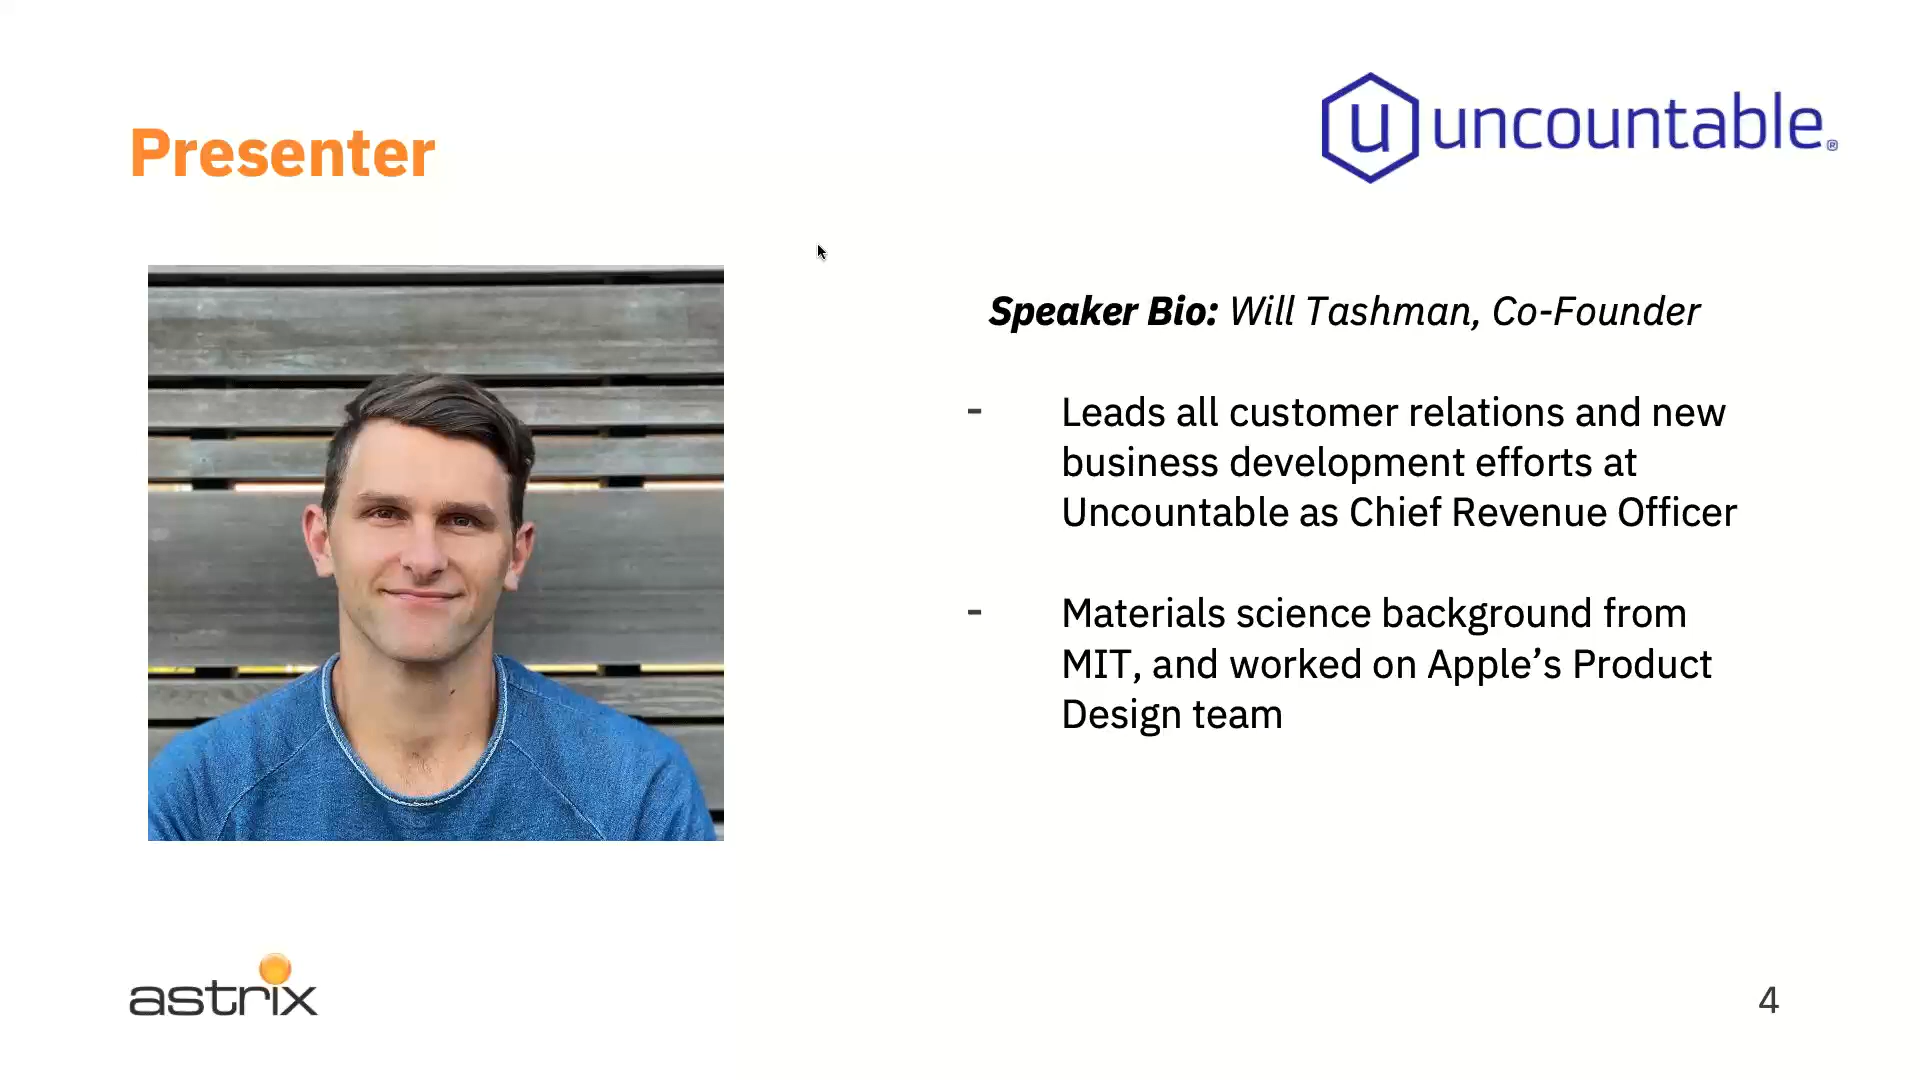 Presenter
u uncountable®
Speaker Bio: Will Tashman, Co-Founder
- Leads all customer relations and new
business development efforts at
Uncountable as Chief Revenue Officer
- Materials science background from
MIT, and worked on Apple’s Product
Design team
astrix
4